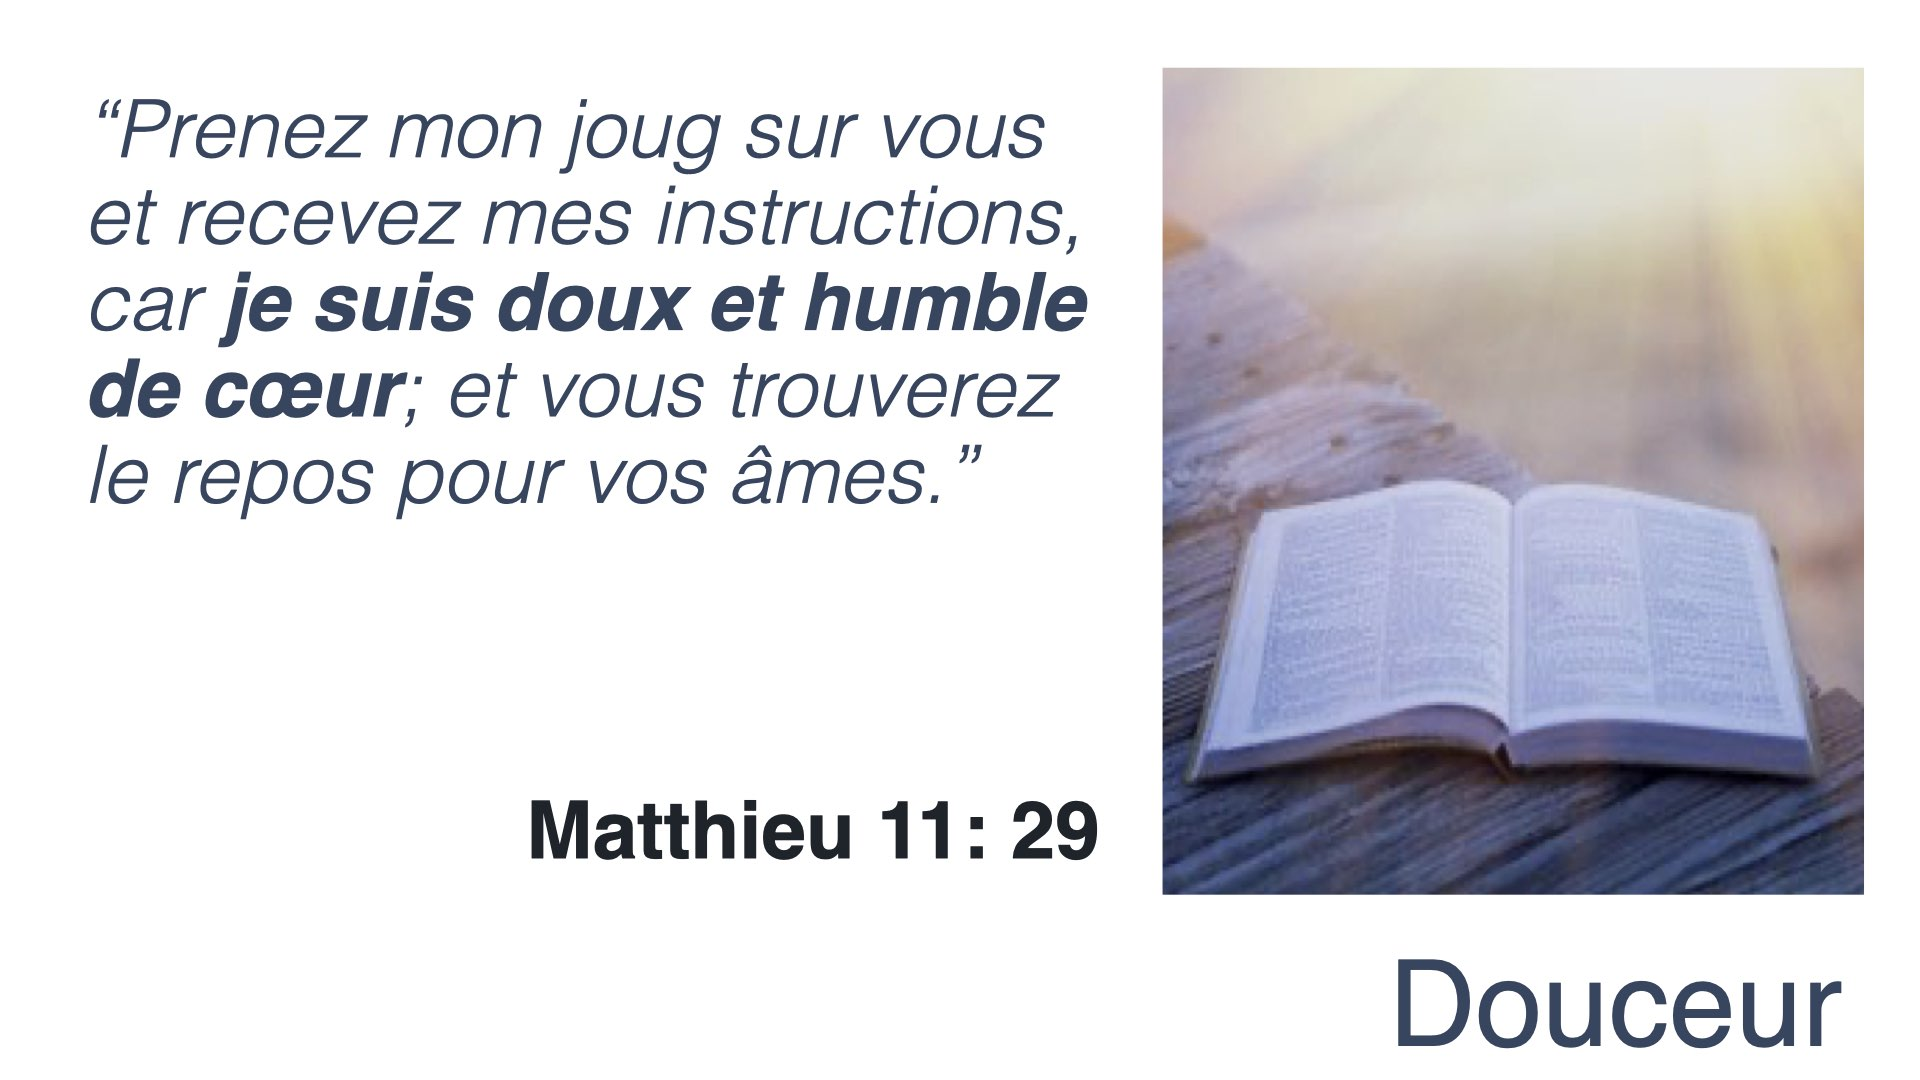 “Prenez mon joug sur vous
et recevez mes instructions,
car je suis doux et humble
de cœur; et vous trouverez
le repos pour vos âmes.”
Matthieu 11: 29
Douceur